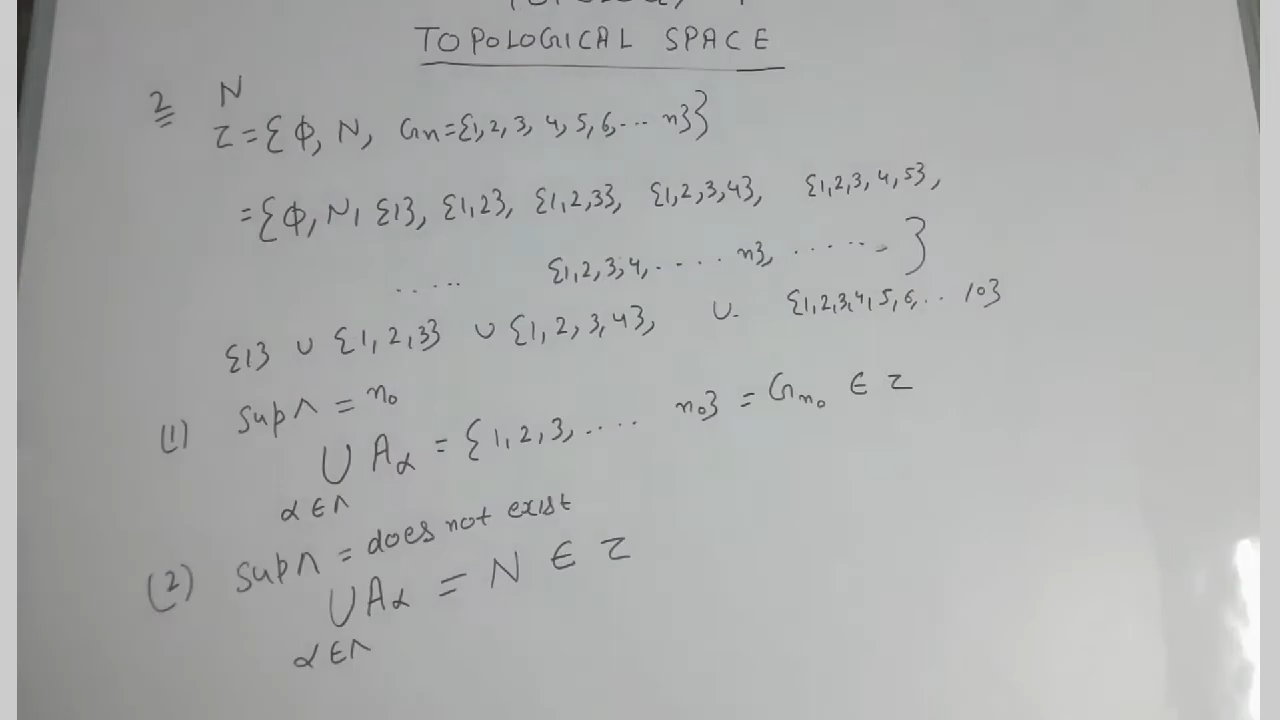 TOPOLOGICAL SPACE
2 N
τ = {φ, N, Gn = {1, 2, 3, 4, 5, 6, ... n}}
= {φ, N, {1}, {1,2}, {1,2,3}, {1,2,3,4}, {1,2,3,4,5},
..... {1,2,3,4, .... n}, ...... }
{1} ∪ {1,2,3} ∪ {1,2,3,4}, ∪. {1,2,3,4,5,6,.. 10}
(1) Sup Λ = n₀
∪ Aα = {1,2,3, .... n₀} = Gn₀ ∈ τ
α ∈ Λ
(2) Sup Λ = does not exist
∪ Aα = N ∈ τ
α ∈ Λ